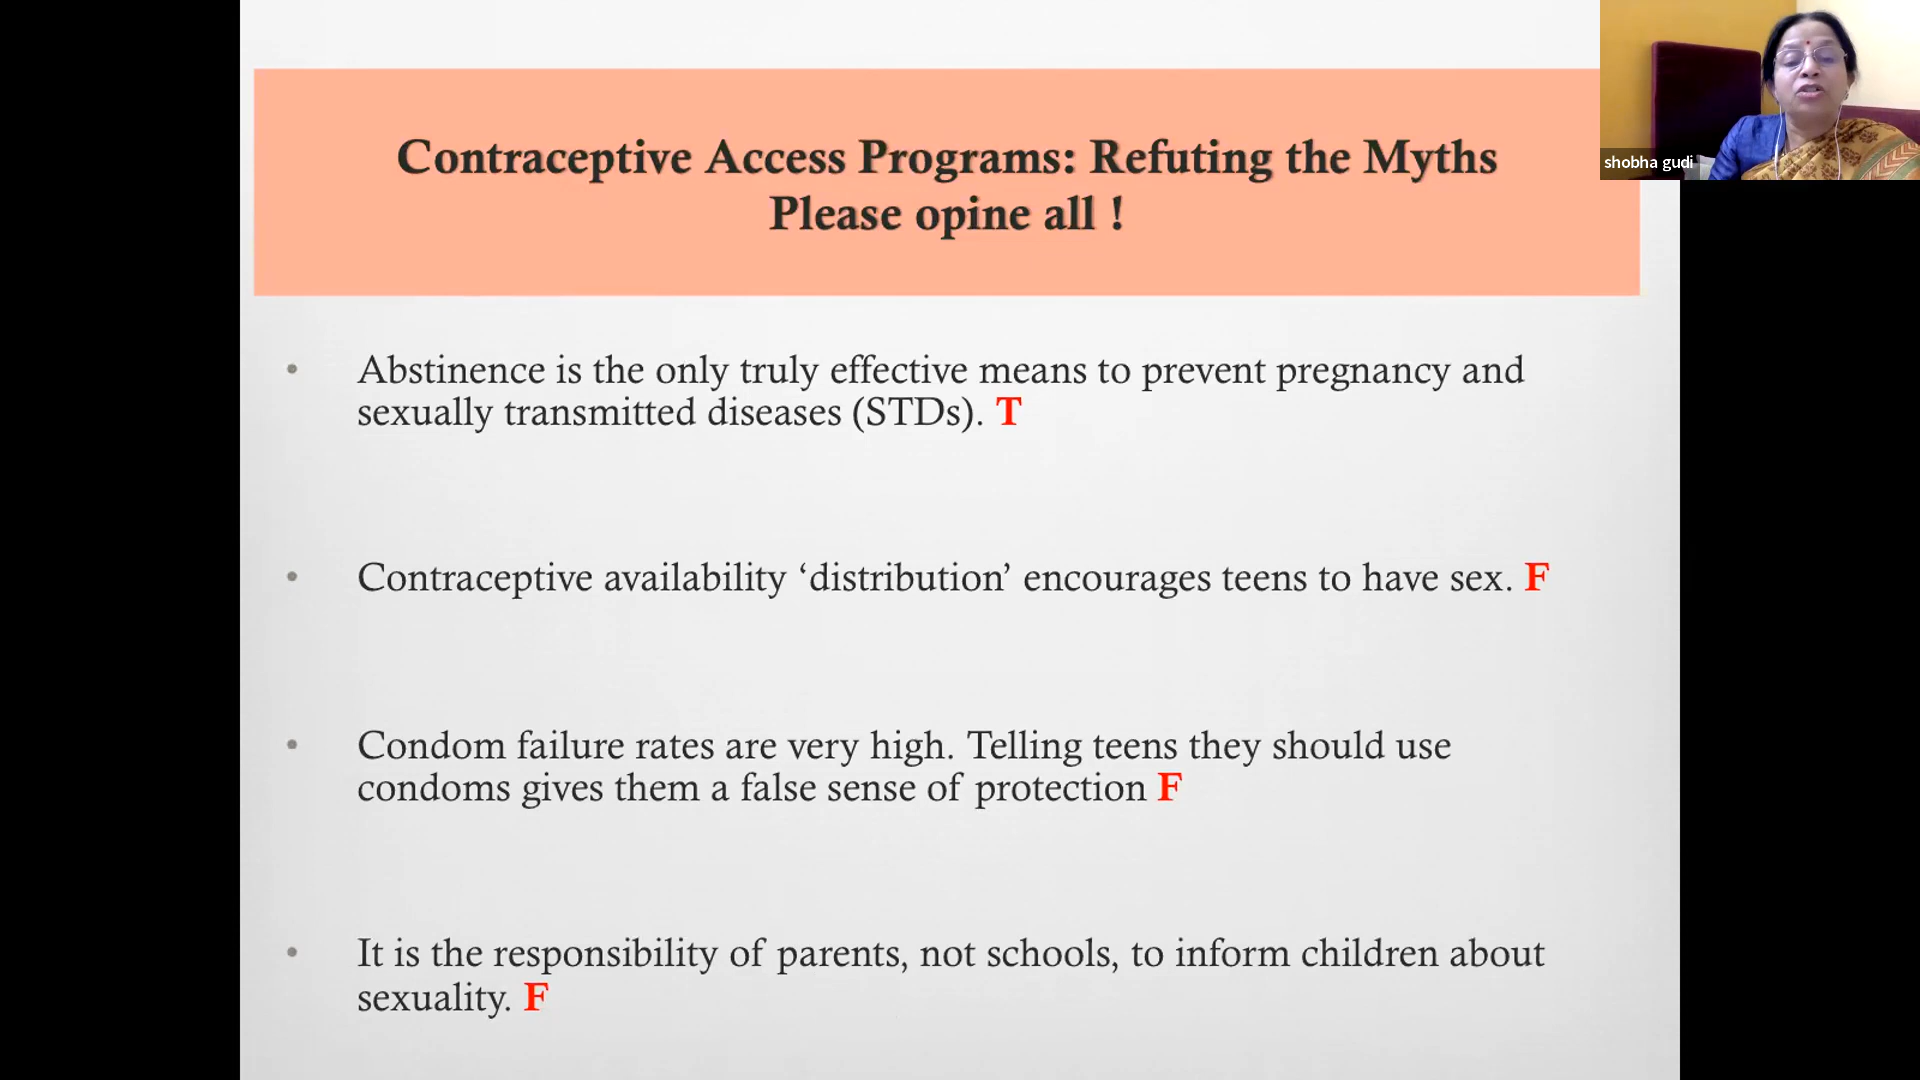 Contraceptive Access Programs: Refuting the Myths
Please opine all !
shobha gudi
• Abstinence is the only truly effective means to prevent pregnancy and
sexually transmitted diseases (STDs). T
• Contraceptive availability ‘distribution’ encourages teens to have sex. F
• Condom failure rates are very high. Telling teens they should use
condoms gives them a false sense of protection F
• It is the responsibility of parents, not schools, to inform children about
sexuality. F